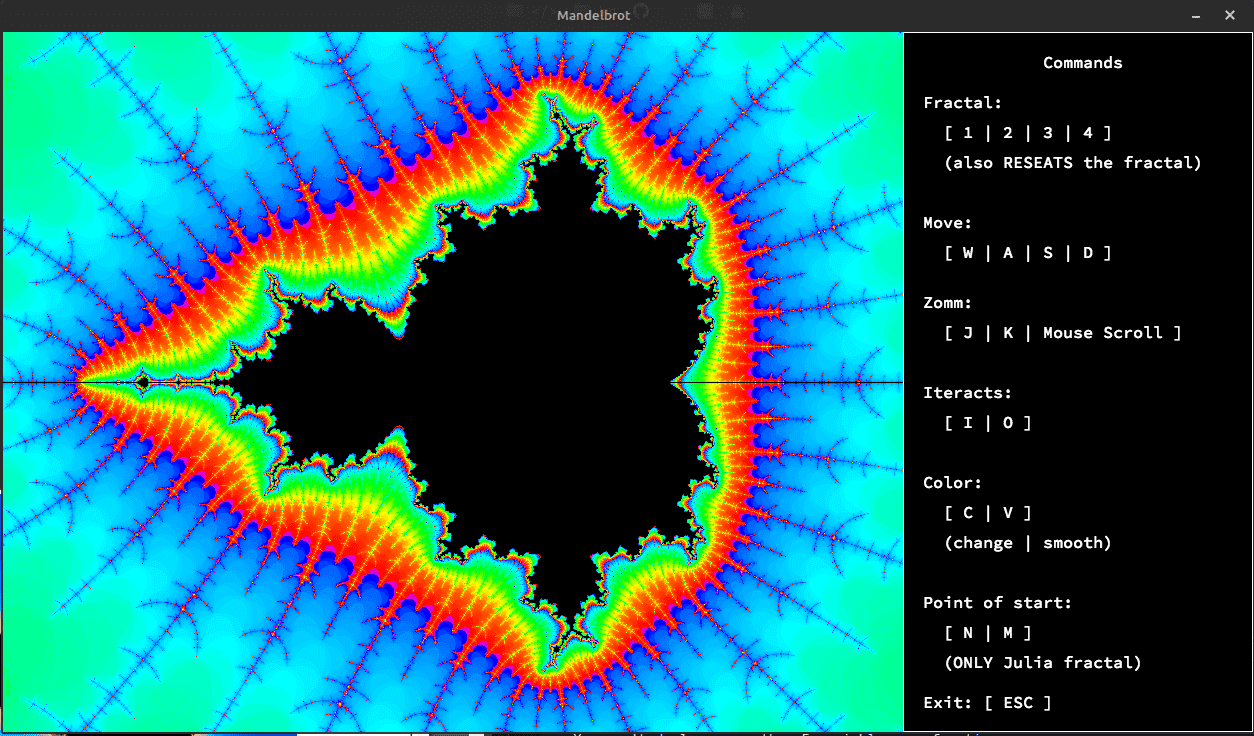 Mandelbrot
Commands
Fractal:
[ 1 | 2 | 3 | 4 ]
(also RESEATS the fractal)
Move:
[ W | A | S | D ]
Zomm:
[ J | K | Mouse Scroll ]
Iteracts:
[ I | O ]
Color:
[ C | V ]
(change | smooth)
Point of start:
[ N | M ]
(ONLY Julia fractal)
Exit: [ ESC ]